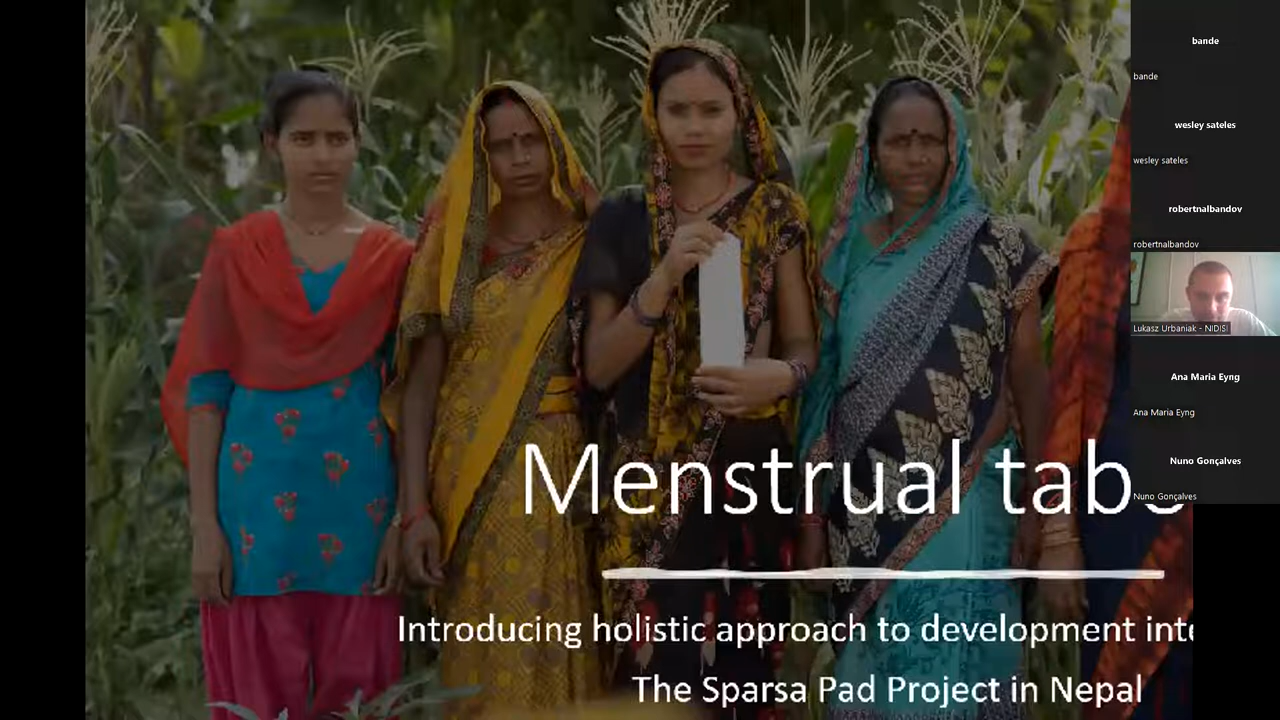 Menstrual tab
Introducing holistic approach to development inte
The Sparsa Pad Project in Nepal
bande
bande
wesley sateles
wesley sateles
robertnalbandov
robertnalbandov
Lukasz Urbaniak - NIDISI
Ana Maria Eyng
Ana Maria Eyng
Nuno Gonçalves
Nuno Gonçalves